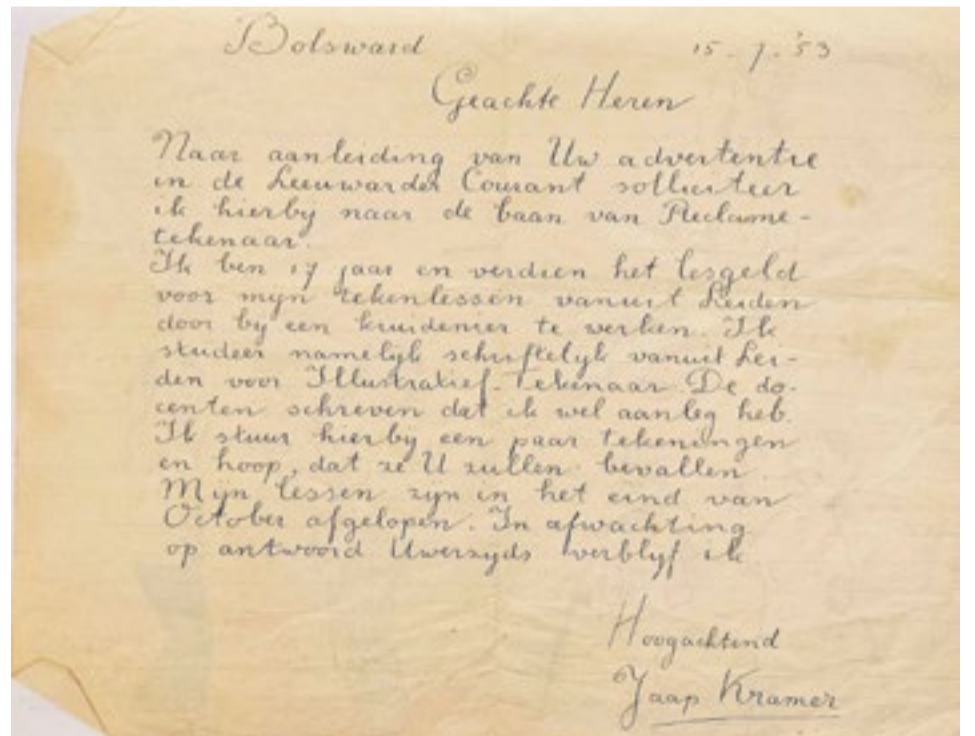 Bolsward 15-7-'53
Geachte Heren
Naar aanleiding van Uw advertentie
in de Leeuwarder Courant solliciteer
ik hierby naar de baan van Reclame-
tekenaar.
Ik ben 17 jaar en verdien het lesgeld
voor myn tekenlessen vanuit Leiden
door by een kruidenier te werken. Ik
studeer namelyk schriftelyk vanuit Lei-
den voor Illustratief-Tekenaar. De do-
centen schreven dat ik wel aanleg heb.
Ik stuur hierby een paar tekeningen
en hoop, dat ze U zullen bevallen.
Myn lessen zyn in het eind van
October afgelopen. In afwachting
op antwoord Uwerzyds verblyf ik
Hoogachtend
Jaap Kramer